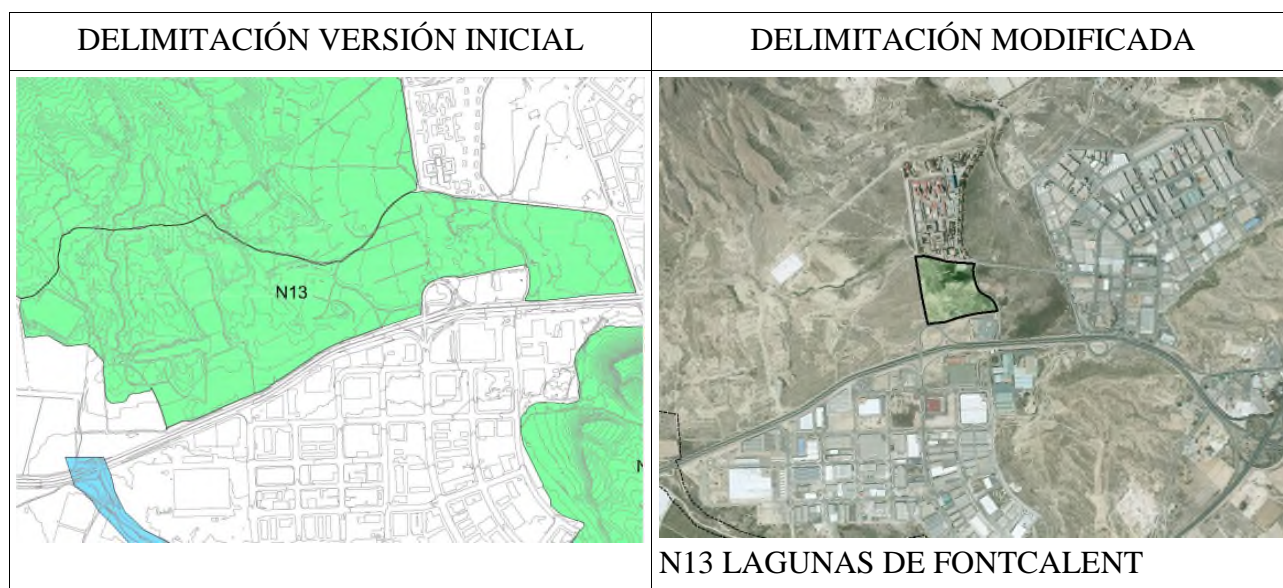 DELIMITACIÓN VERSIÓN INICIAL
DELIMITACIÓN MODIFICADA
N13
N13 LAGUNAS DE FONTCALENT